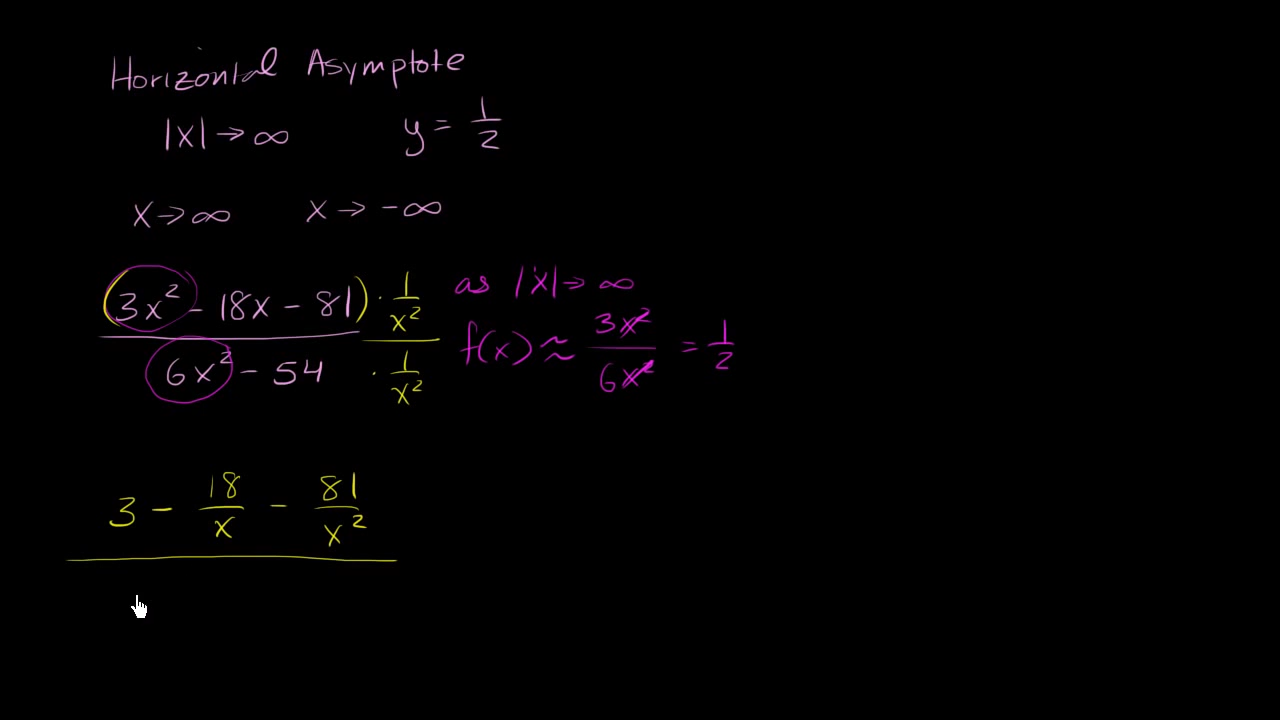 Horizontal Asymptote
|x| → ∞ y = 1/2
x → ∞ x → -∞
(3x² - 18x - 81) · 1/x² as |x| → ∞
6x² - 54 · 1/x² f(x) ≈ 3x²/6x² = 1/2
3 - 18/x - 81/x²